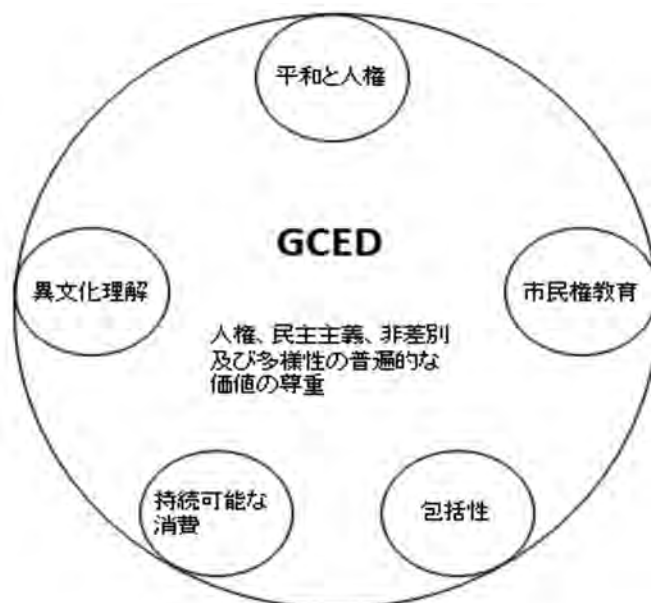 平和と人権
GCED
異文化理解
市民権教育
人権、民主主義、非差別
及び多様性の普遍的な
価値の尊重
持続可能な
消費
包括性